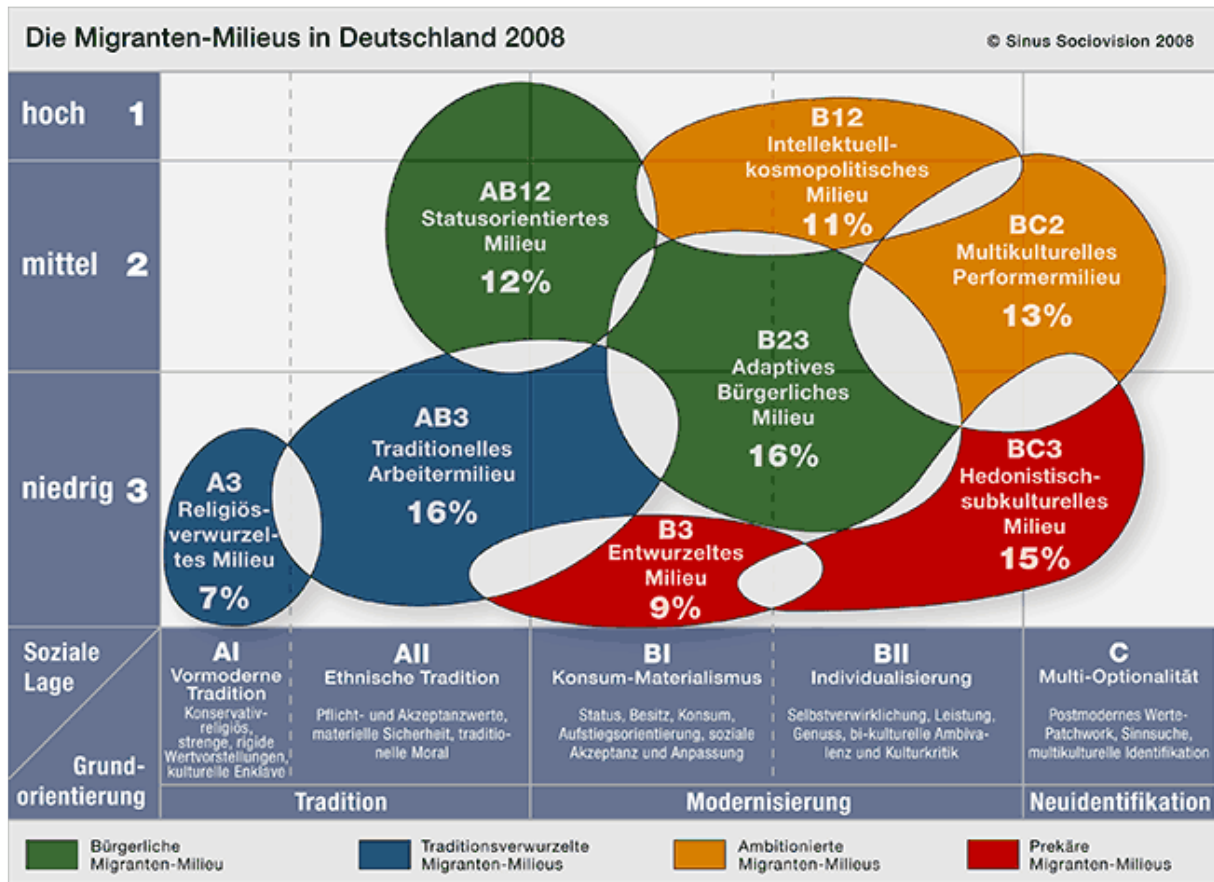 Die Migranten-Milieus in Deutschland 2008
© Sinus Sociovision 2008
hoch 1
mittel 2
niedrig 3
AB12
Statusorientiertes
Milieu
12%
B12
Intellektuell-
kosmopolitisches
Milieu
11%
BC2
Multikulturelles
Performermilieu
13%
B23
Adaptives
Bürgerliches
Milieu
16%
AB3
Traditionelles
Arbeitermilieu
16%
A3
Religiös-
verwurzel-
tes Milieu
7%
B3
Entwurzeltes
Milieu
9%
BC3
Hedonistisch-
subkulturelles
Milieu
15%
Soziale
Lage
Grund-
orientierung
AI
Vormoderne
Tradition
Konservativ-
religiös,
strenge, rigide
Wertvorstellungen,
kulturelle Enklave
AII
Ethnische Tradition
Pflicht- und Akzeptanzwerte,
materielle Sicherheit, traditio-
nelle Moral
BI
Konsum-Materialismus
Status, Besitz, Konsum,
Aufstiegsorientierung, soziale
Akzeptanz und Anpassung
BII
Individualisierung
Selbstverwirklichung, Leistung,
Genuss, bi-kulturelle Ambiva-
lenz und Kulturkritik
C
Multi-Optionalität
Postmodernes Werte-
Patchwork, Sinnsuche,
multikulturelle Identifikation
Tradition
Modernisierung
Neuidentifikation
Bürgerliche
Migranten-Milieu
Traditionsverwurzelte
Migranten-Milieus
Ambitionierte
Migranten-Milieus
Prekäre
Migranten-Milieus